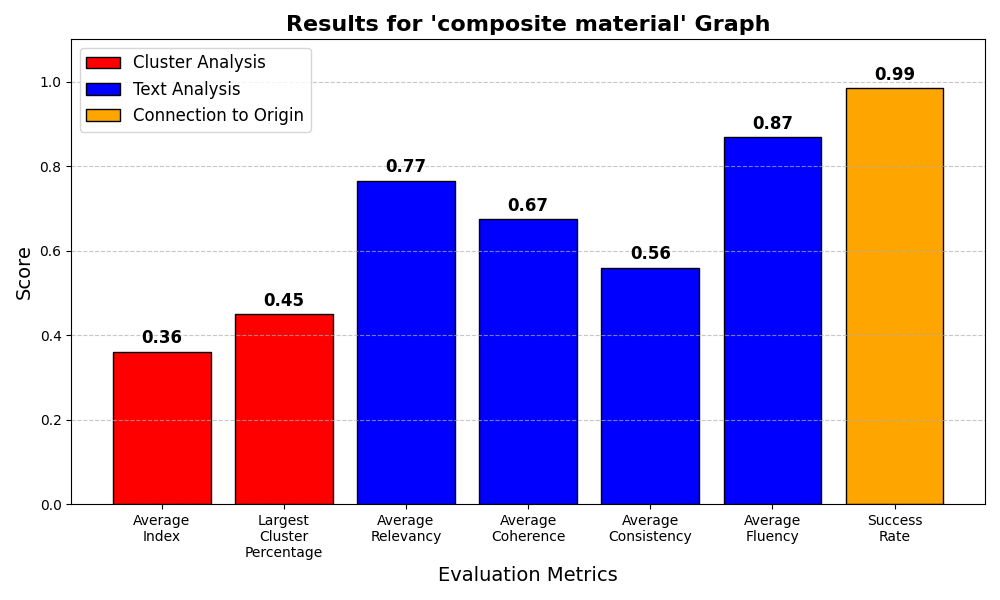 Results for 'composite material' Graph
Cluster Analysis
Text Analysis
Connection to Origin
Score
1.0
0.8
0.6
0.4
0.2
0.0
0.36
0.45
0.77
0.67
0.56
0.87
0.99
Average
Index
Largest
Cluster
Percentage
Average
Relevancy
Average
Coherence
Average
Consistency
Average
Fluency
Success
Rate
Evaluation Metrics